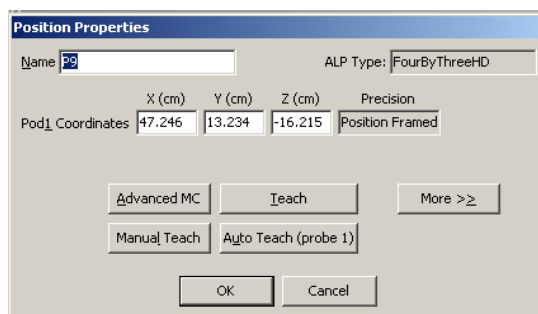 Position Properties
Name P9 ALP Type: FourByThreeHD
X (cm) Y (cm) Z (cm) Precision
Pod1 Coordinates 47.246 13.234 -16.215 Position Framed
Advanced MC Teach More >>
Manual Teach Auto Teach (probe 1)
OK Cancel